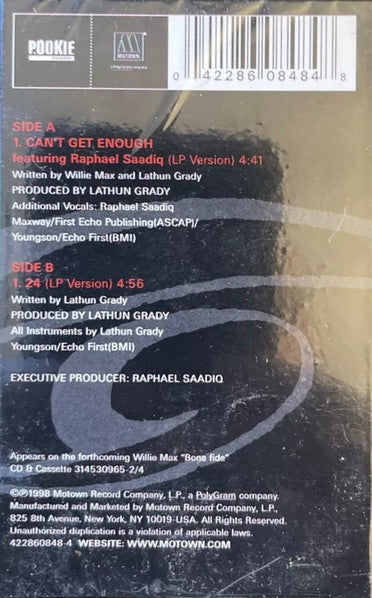 POOKIE
MOTOWN
0 42286 08484 8
SIDE A
1. CAN'T GET ENOUGH
featuring Raphael Saadiq (LP Version) 4:41
Written by Willie Max and Lathun Grady
PRODUCED BY LATHUN GRADY
Additional Vocals: Raphael Saadiq
Maxway/First Echo Publishing(ASCAP)/
Youngson/Echo First(BMI)
SIDE B
1. 24 (LP Version) 4:56
Written by Lathun Grady
PRODUCED BY LATHUN GRADY
All Instruments by Lathun Grady
Youngson/Echo First(BMI)
EXECUTIVE PRODUCER: RAPHAEL SAADIQ
Appears on the forthcoming Willie Max "Bona fide"
CD & Cassette 314530965-2/4
©℗1998 Motown Record Company, L.P., a PolyGram company.
Manufactured and Marketed by Motown Record Company, L.P.,
825 8th Avenue, New York, NY 10019-USA. All Rights Reserved.
Unauthorized duplication is a violation of applicable laws.
422860848-4 WEBSITE: WWW.MOTOWN.COM